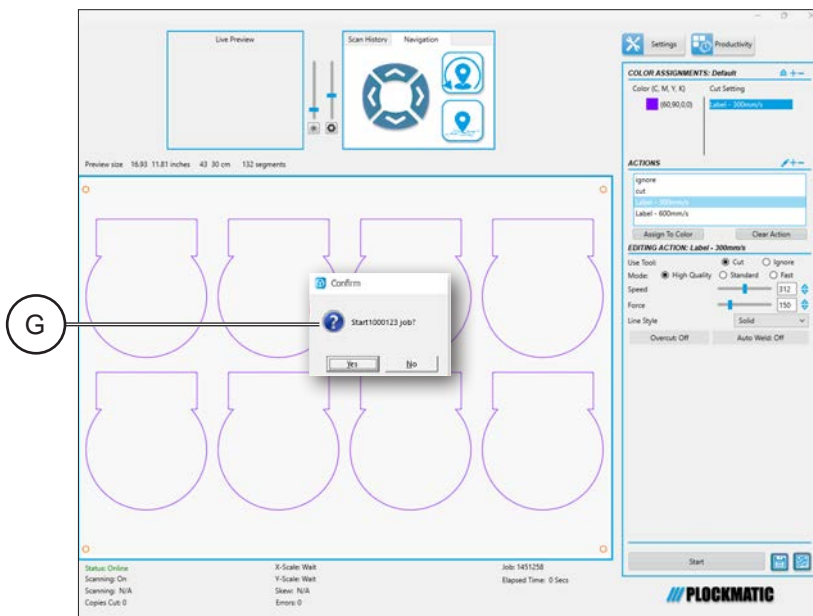 Live Preview
Scan History Navigation
Settings
Productivity
Preview size 16.93 11.81 inches 43 30 cm 132 segments
COLOR ASSIGNMENTS: Default
Color (C, M, Y, K) Cut Setting
(60,90,0,0) Label - 300mm/s
ACTIONS
ignore
cut
Label - 300mm/s
Label - 600mm/s
Assign To Color Clear Action
EDITING ACTION: Label - 300mm/s
Use Tool: Cut Ignore
Mode: High Quality Standard Fast
Speed 312
Force 150
Line Style Solid
Overcut: Off Auto Weld: Off
G
Confirm
Start1000123 job?
Yes No
Status: Online X-Scale: Wait Job: 1451258
Scanning: On Y-Scale: Wait Elapsed Time: 0 Secs
Scanning: N/A Skew: N/A
Copies Cut: 0 Errors: 0
Start
PLOCKMATIC